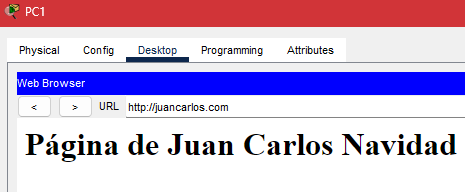 PC1
Physical Config Desktop Programming Attributes
Web Browser
< > URL http://juancarlos.com
Página de Juan Carlos Navidad